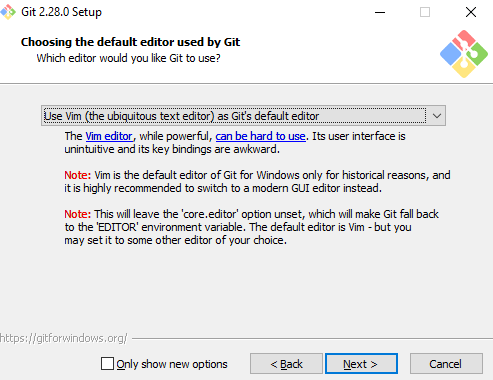 Git 2.28.0 Setup
Choosing the default editor used by Git
Which editor would you like Git to use?
Use Vim (the ubiquitous text editor) as Git's default editor
The Vim editor, while powerful, can be hard to use. Its user interface is
unintuitive and its key bindings are awkward.
Note: Vim is the default editor of Git for Windows only for historical reasons, and
it is highly recommended to switch to a modern GUI editor instead.
Note: This will leave the 'core.editor' option unset, which will make Git fall back
to the 'EDITOR' environment variable. The default editor is Vim - but you
may set it to some other editor of your choice.
https://gitforwindows.org/
Only show new options
< Back
Next >
Cancel